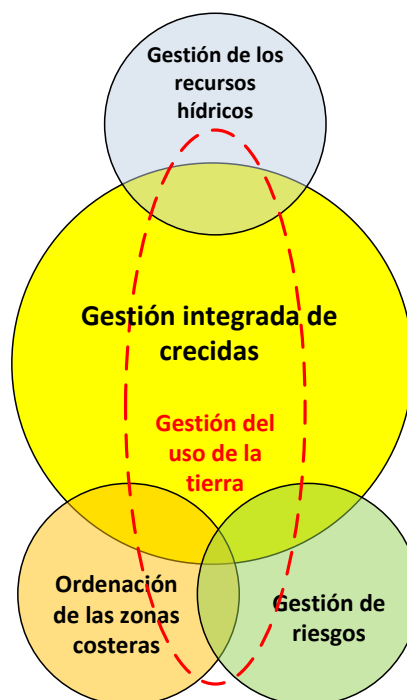 Gestión de los
recursos
hídricos
Gestión integrada de
crecidas
Gestión del
uso de la
tierra
Ordenación
de las zonas
costeras
Gestión de
riesgos